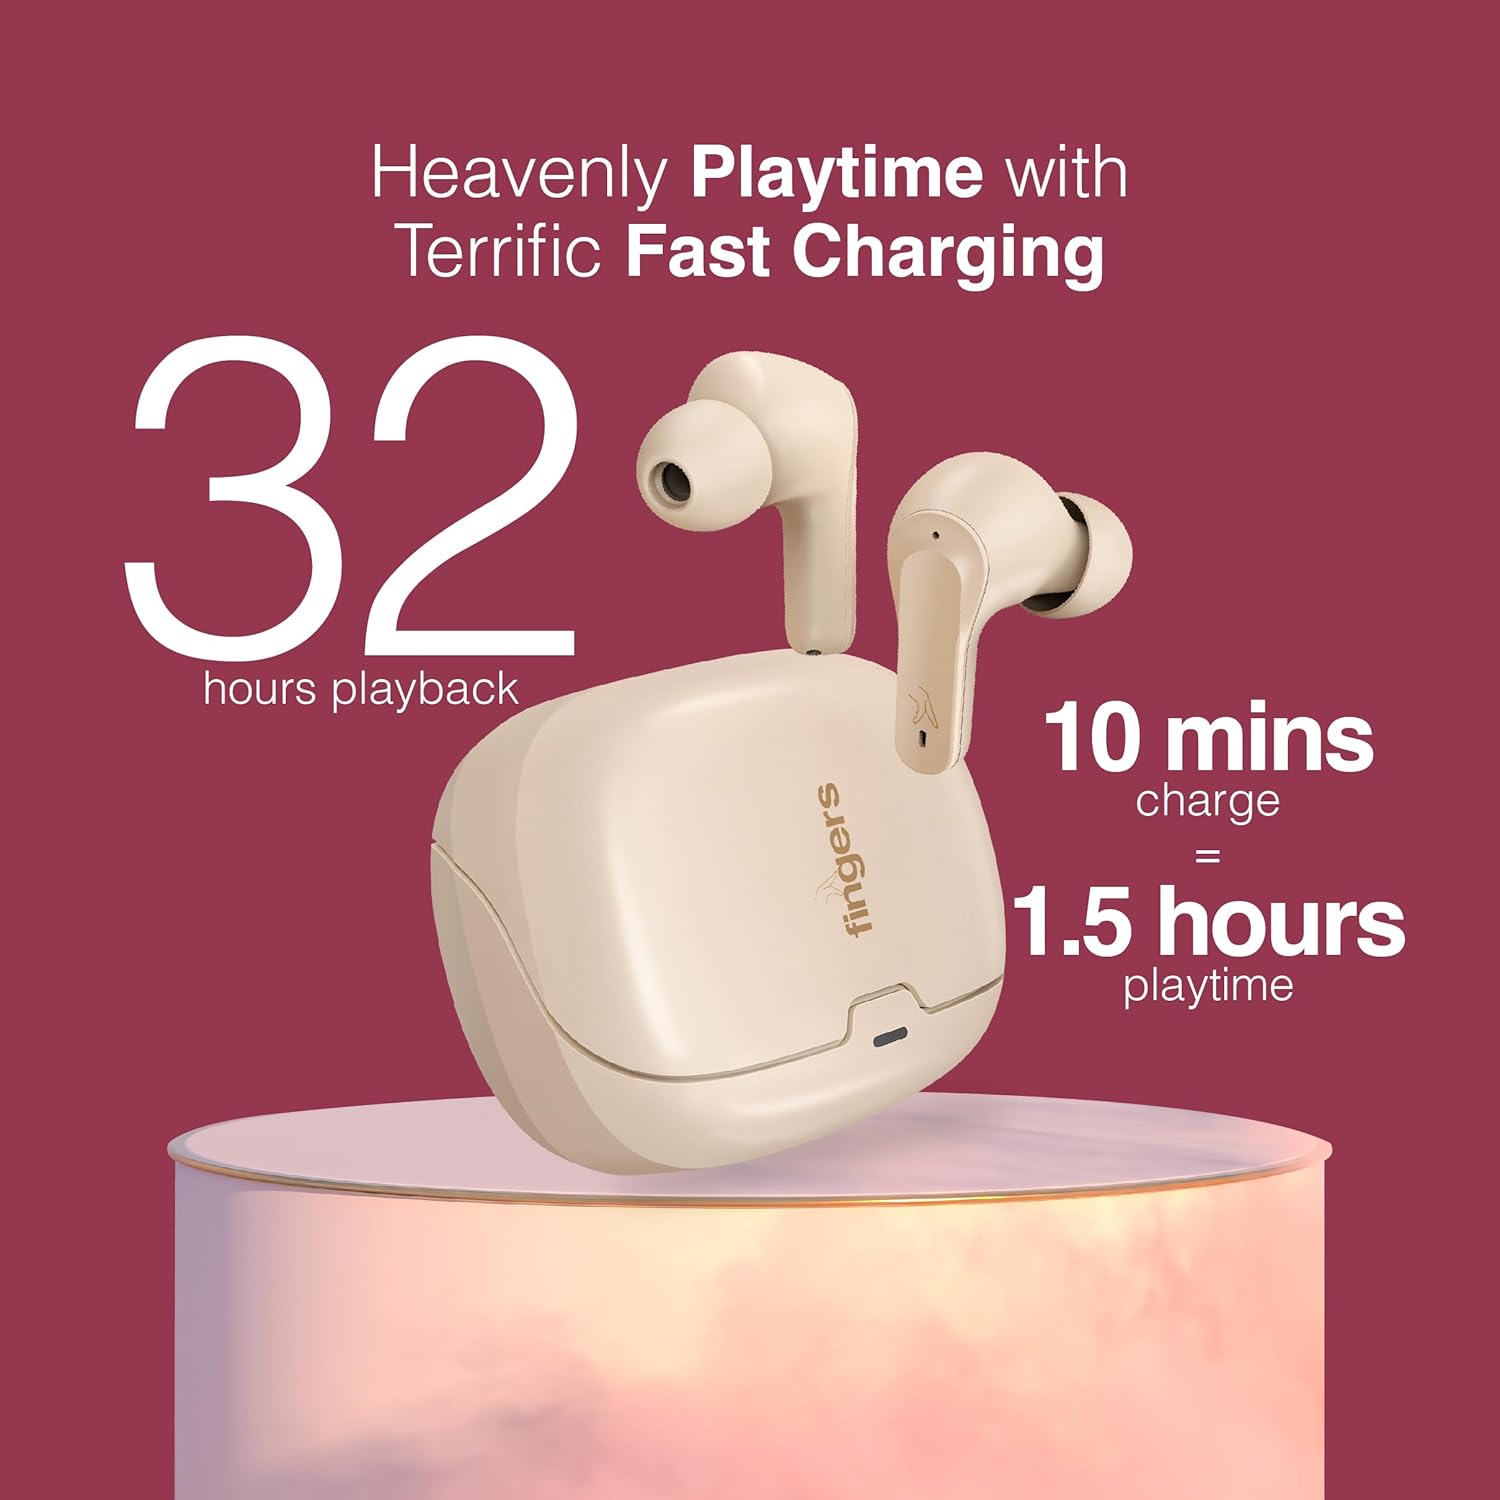 Heavenly Playtime with
Terrific Fast Charging
32
hours playback
10 mins
charge
=
1.5 hours
playtime
fingers